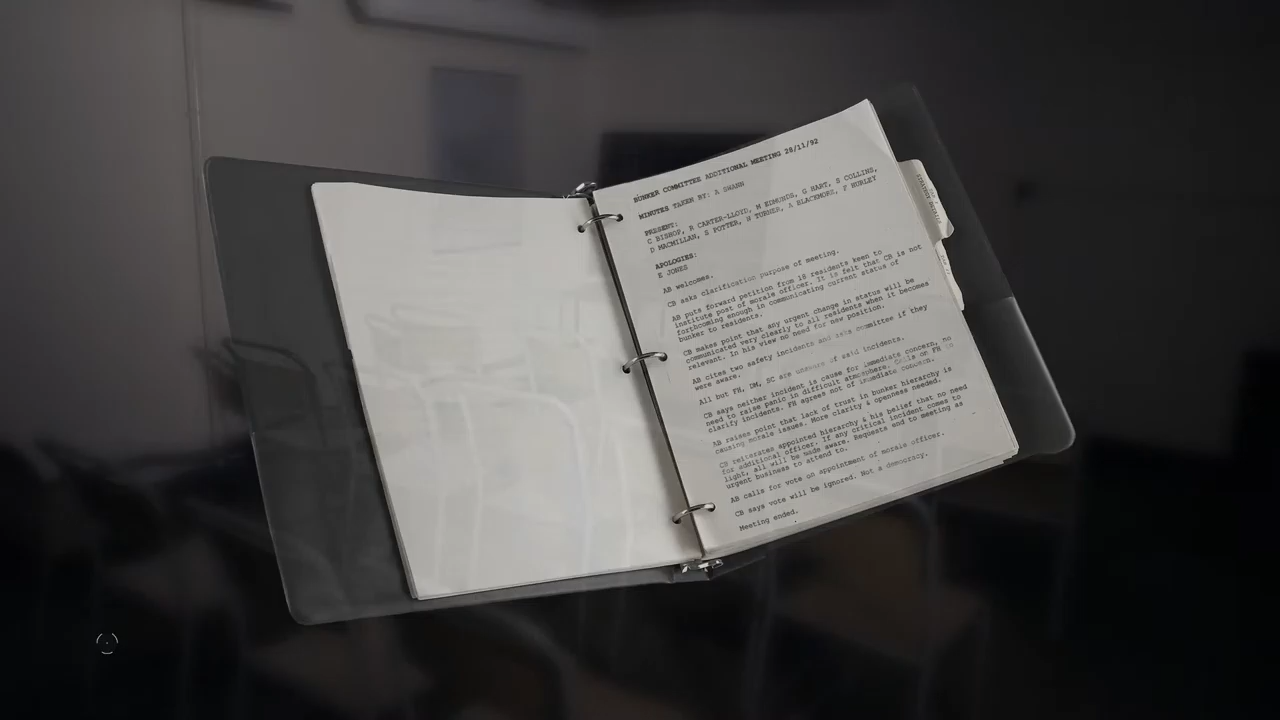 BUNKER COMMITTEE ADDITIONAL MEETING 28/11/92
MINUTES TAKEN BY: A SWANN
PRESENT:
C BISHOP, R CARTER-LLOYD, M EDMUNDS, G HART, S COLLINS,
D MACMILLAN, S POTTER, N TURNER, A BLACKMORE, F HURLEY
APOLOGIES:
E JONES
AB welcomes.
CB asks clarification purpose of meeting.
AB puts forward petition from 18 residents keen to
institute post of morale officer. It is felt that CB is not
forthcoming enough in communicating current status of
bunker to residents.
CB makes point that any urgent change in status will be
communicated very clearly to all residents when it becomes
relevant. In his view no need for new position.
AB cites two safety incidents and asks committee if they
were aware.
All but FH, DM, SC are unaware of said incidents.
CB says neither incident is cause for immediate concern, no
need to raise panic in difficult atmosphere. or FH to
clarify incidents. FH agrees not of immediate concern.
AB raises point that lack of trust in bunker hierarchy is
causing morale issues. More clarity & openness needed.
CB reiterates appointed hierarchy & his belief that no need
for additional officer. If any critical incident comes to
light, all will be made aware. Requests end to meeting as
urgent business to attend to.
AB calls for vote on appointment of morale officer.
CB says vote will be ignored. Not a democracy.
Meeting ended.